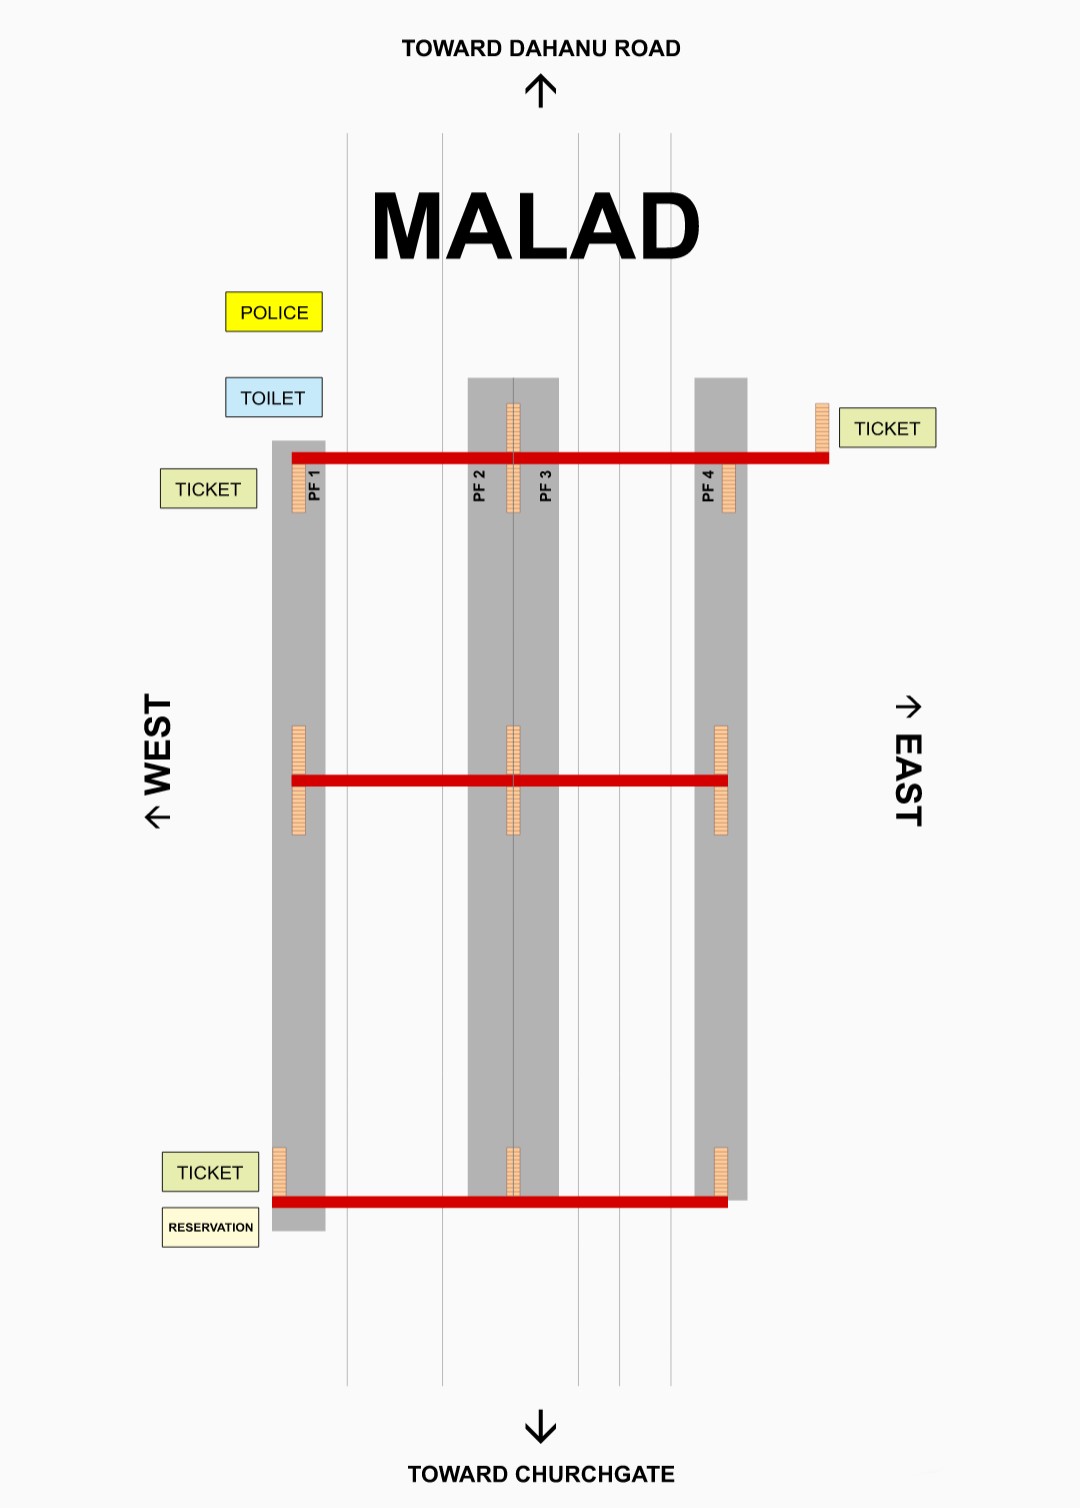 TOWARD DAHANU ROAD
↑
MALAD
POLICE
TOILET
TICKET
TICKET
PF 1
PF 2
PF 3
PF 4
← WEST
→ EAST
TICKET
RESERVATION
↓
TOWARD CHURCHGATE